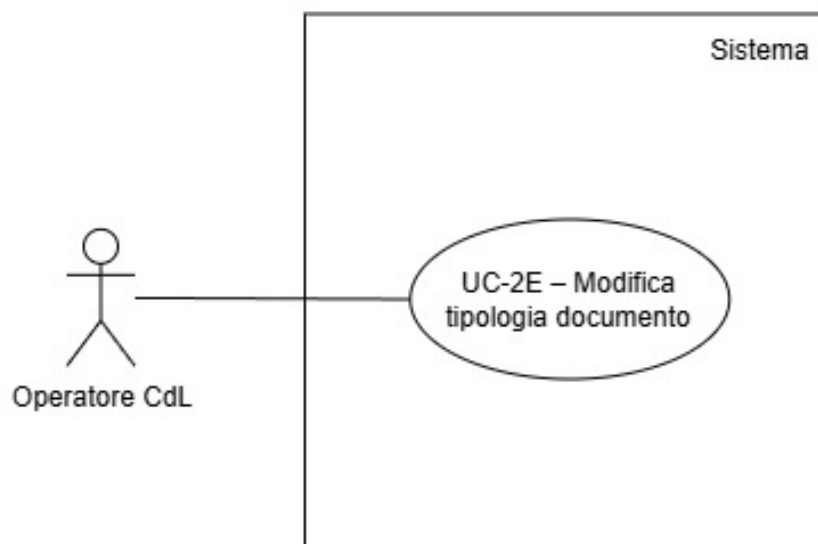 Sistema
UC-2E – Modifica
tipologia documento
Operatore CdL